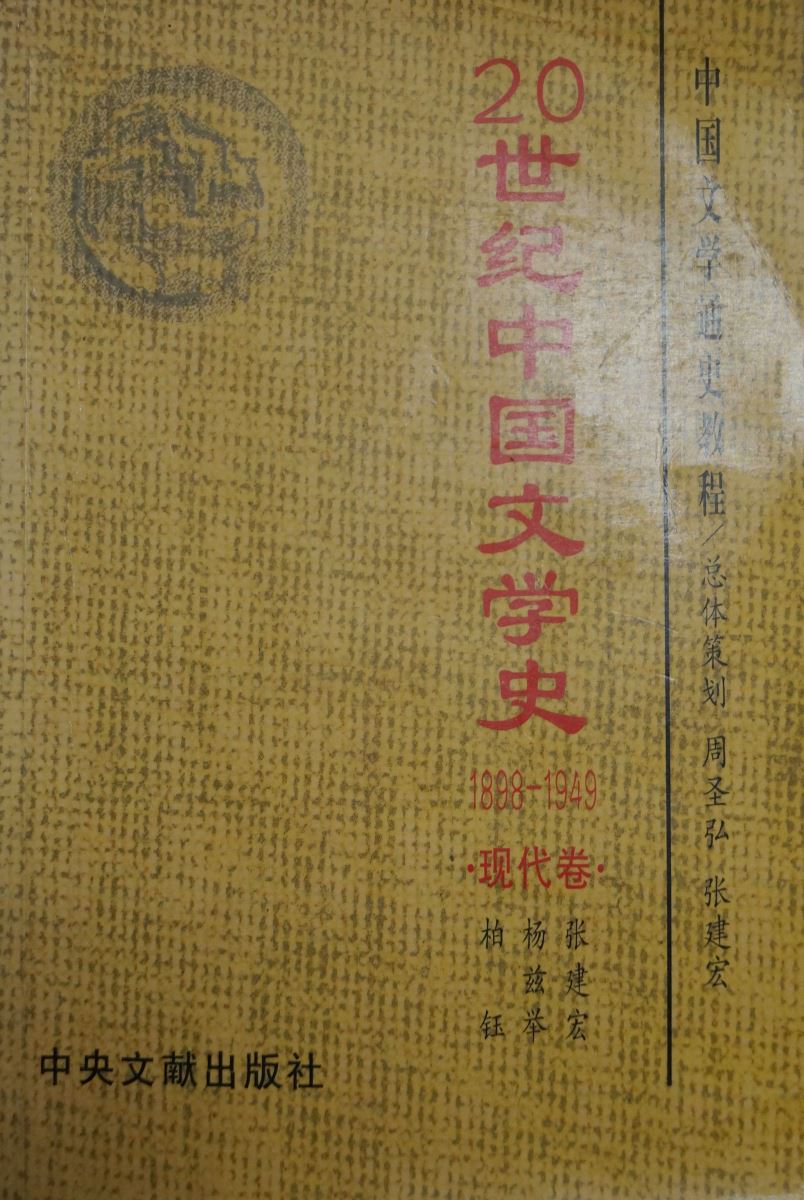 中国文学通史教程/总体策划 周圣弘 张建宏
20世纪中国文学史
1898-1949
·现代卷·
张建宏
杨兹举
柏钰
中央文献出版社